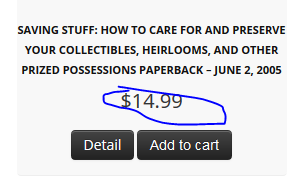 SAVING STUFF: HOW TO CARE FOR AND PRESERVE
YOUR COLLECTIBLES, HEIRLOOMS, AND OTHER
PRIZED POSSESSIONS PAPERBACK – JUNE 2, 2005
$14.99
Detail Add to cart